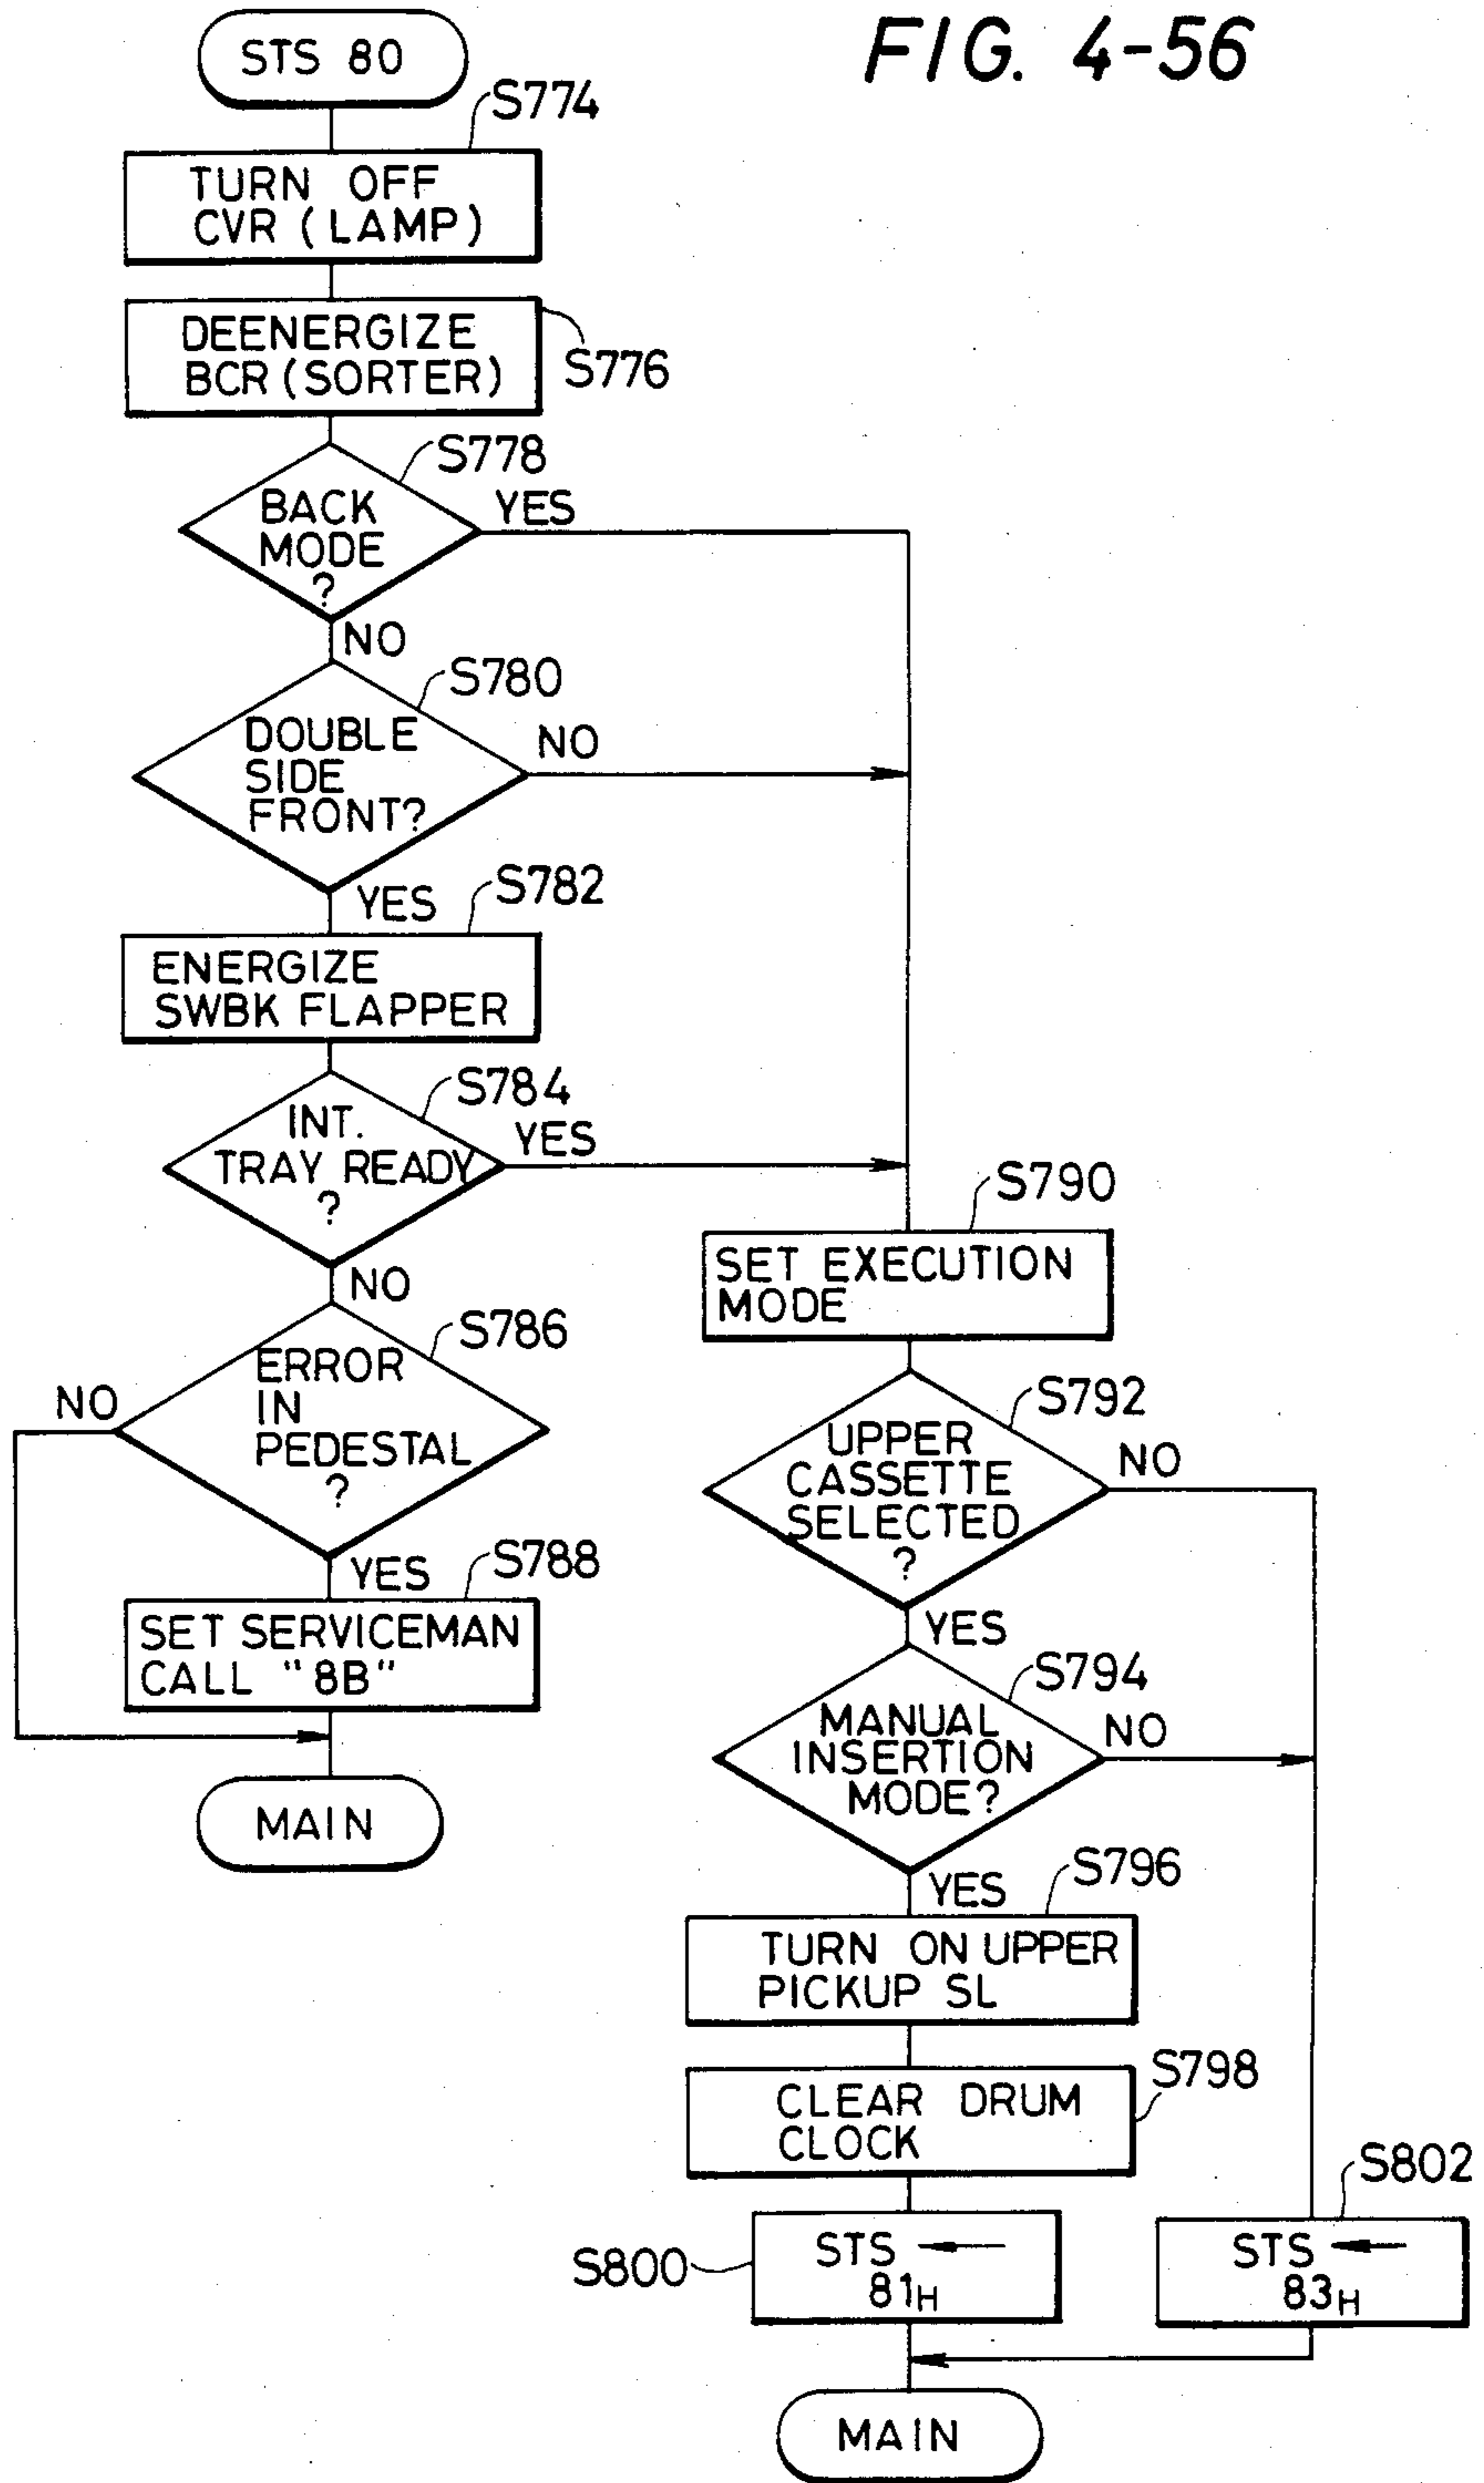 FIG. 4-56
STS 80
S774
TURN OFF
CVR (LAMP)
DEENERGIZE
BCR (SORTER)
S776
S778
BACK
MODE
?
YES
NO
S780
DOUBLE
SIDE
FRONT?
NO
YES
S782
ENERGIZE
SWBK FLAPPER
S784
INT.
TRAY READY
?
YES
NO
S786
ERROR
IN
PEDESTAL
?
NO
YES
S788
SET SERVICEMAN
CALL "8B"
MAIN
S790
SET EXECUTION
MODE
S792
UPPER
CASSETTE
SELECTED
?
NO
YES
S794
MANUAL
INSERTION
MODE?
NO
YES
S796
TURN ON UPPER
PICKUP SL
S798
CLEAR DRUM
CLOCK
S800
STS ←
81H
S802
STS ←
83H
MAIN